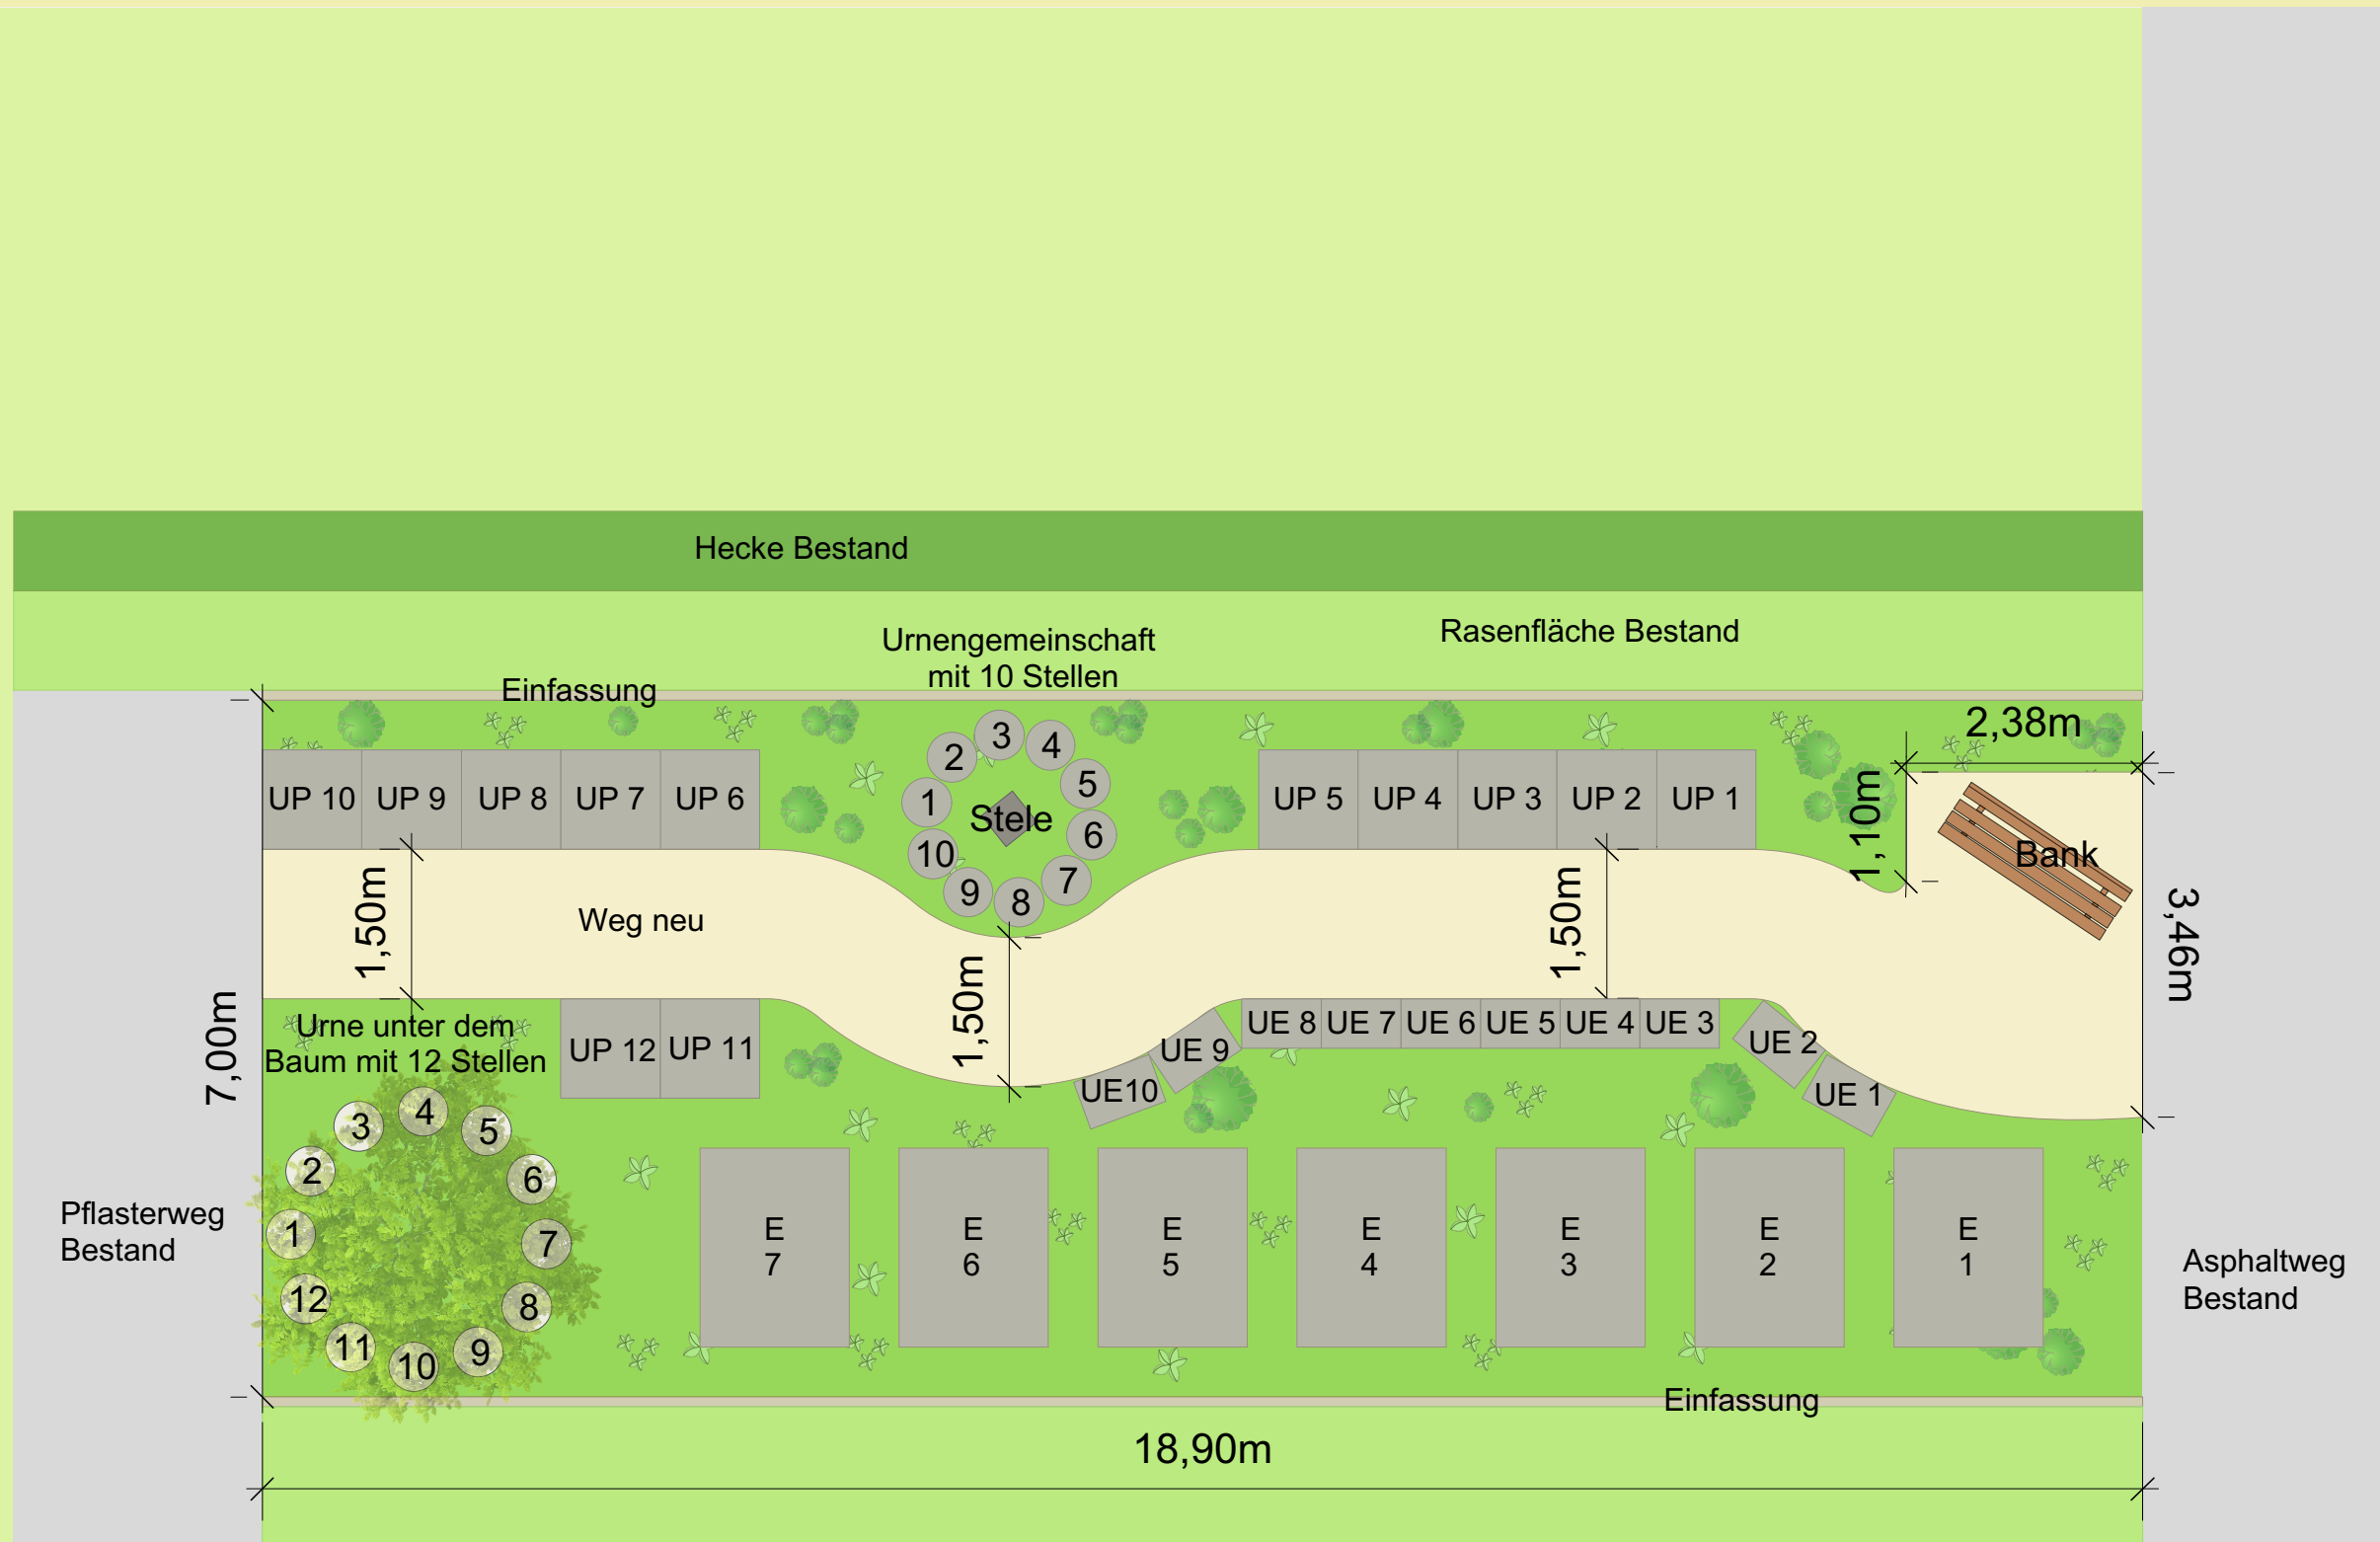 Hecke Bestand
Rasenfläche Bestand
Urnengemeinschaft
mit 10 Stellen
Einfassung
2,38m
3
4
2
5
1
6
10
7
9
8
Stele
UP 10
UP 9
UP 8
UP 7
UP 6
UP 5
UP 4
UP 3
UP 2
UP 1
1,10m
Bank
1,50m
Weg neu
1,50m
1,50m
3,46m
7,00m
Urne unter dem
Baum mit 12 Stellen
UP 12
UP 11
UE10
UE 9
UE 8
UE 7
UE 6
UE 5
UE 4
UE 3
UE 2
UE 1
4
3
5
2
6
1
7
12
8
11
9
10
Pflasterweg
Bestand
E
7
E
6
E
5
E
4
E
3
E
2
E
1
Asphaltweg
Bestand
Einfassung
18,90m